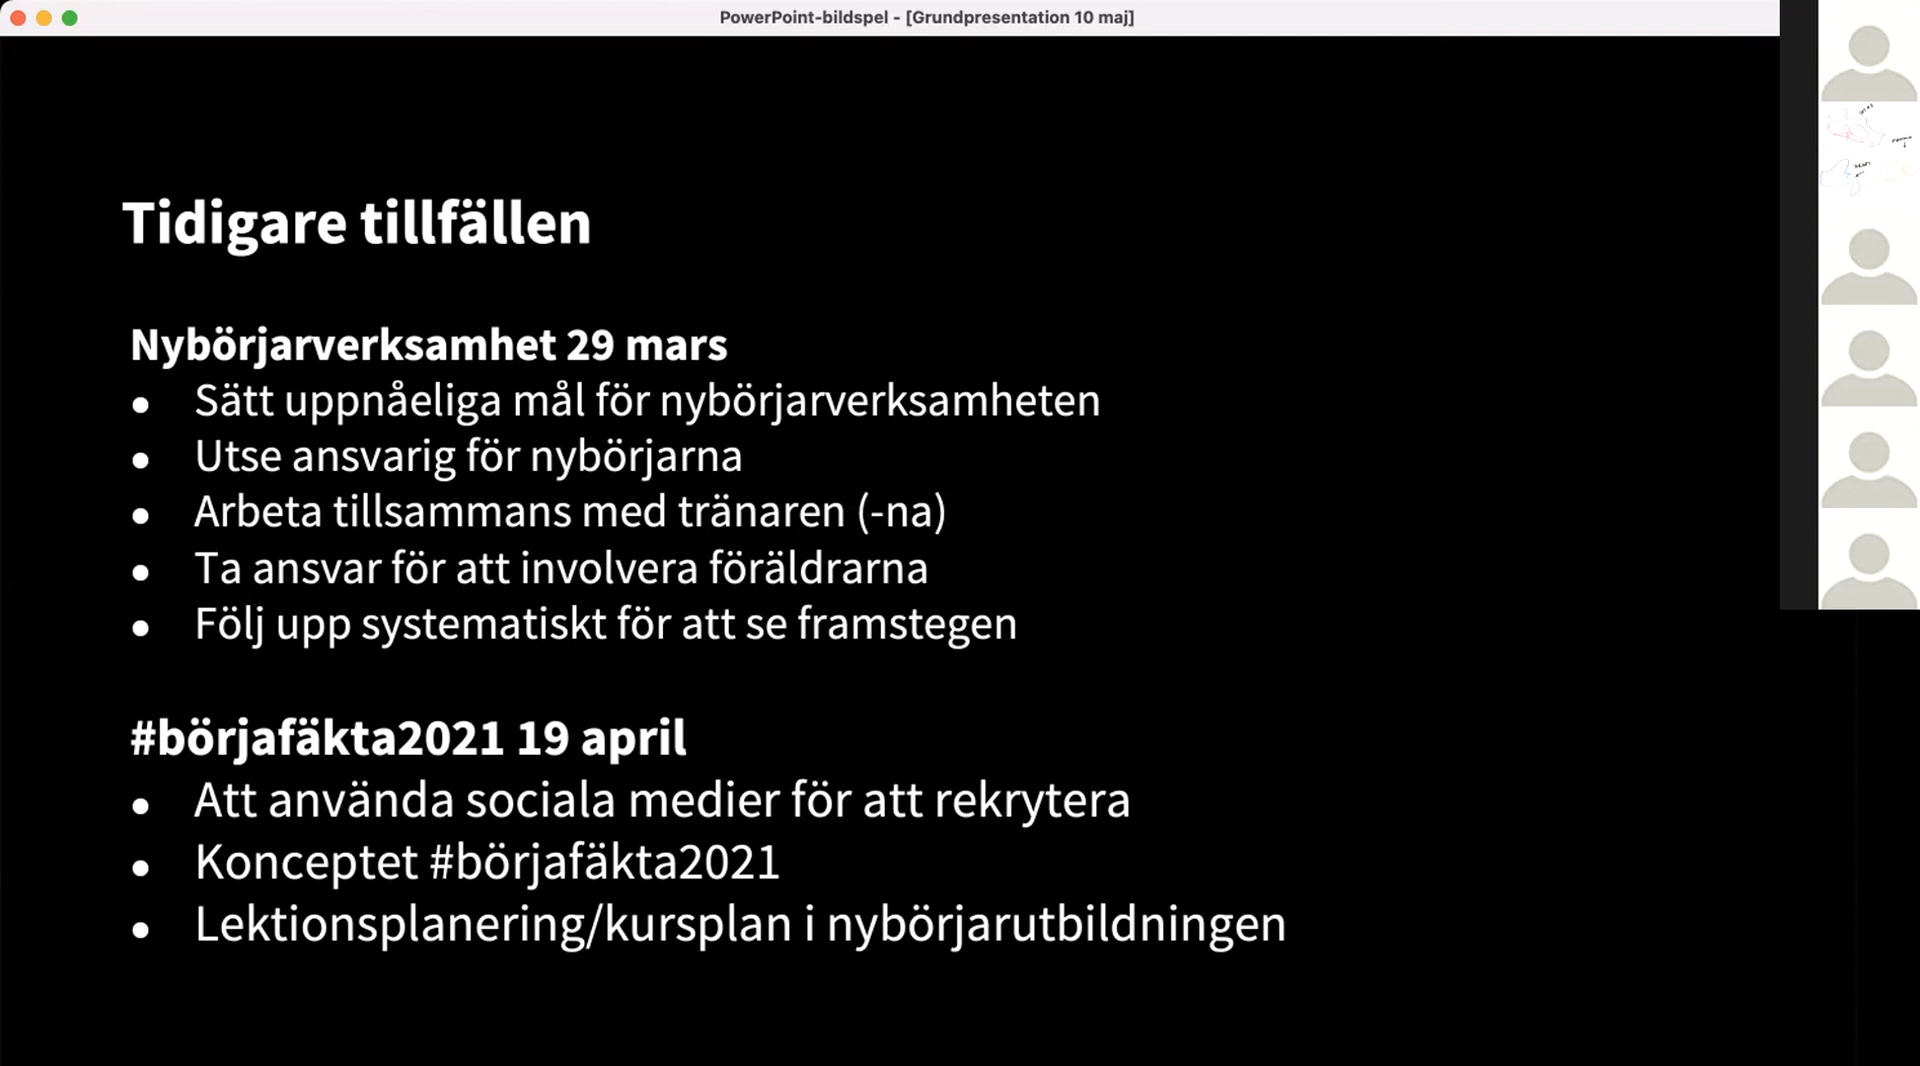 PowerPoint-bildspel - [Grundpresentation 10 maj]
Tidigare tillfällen
Nybörjarverksamhet 29 mars
● Sätt uppnåeliga mål för nybörjarverksamheten
● Utse ansvarig för nybörjarna
● Arbeta tillsammans med tränaren (-na)
● Ta ansvar för att involvera föräldrarna
● Följ upp systematiskt för att se framstegen
#börjafäkta2021 19 april
● Att använda sociala medier för att rekrytera
● Konceptet #börjafäkta2021
● Lektionsplanering/kursplan i nybörjarutbildningen